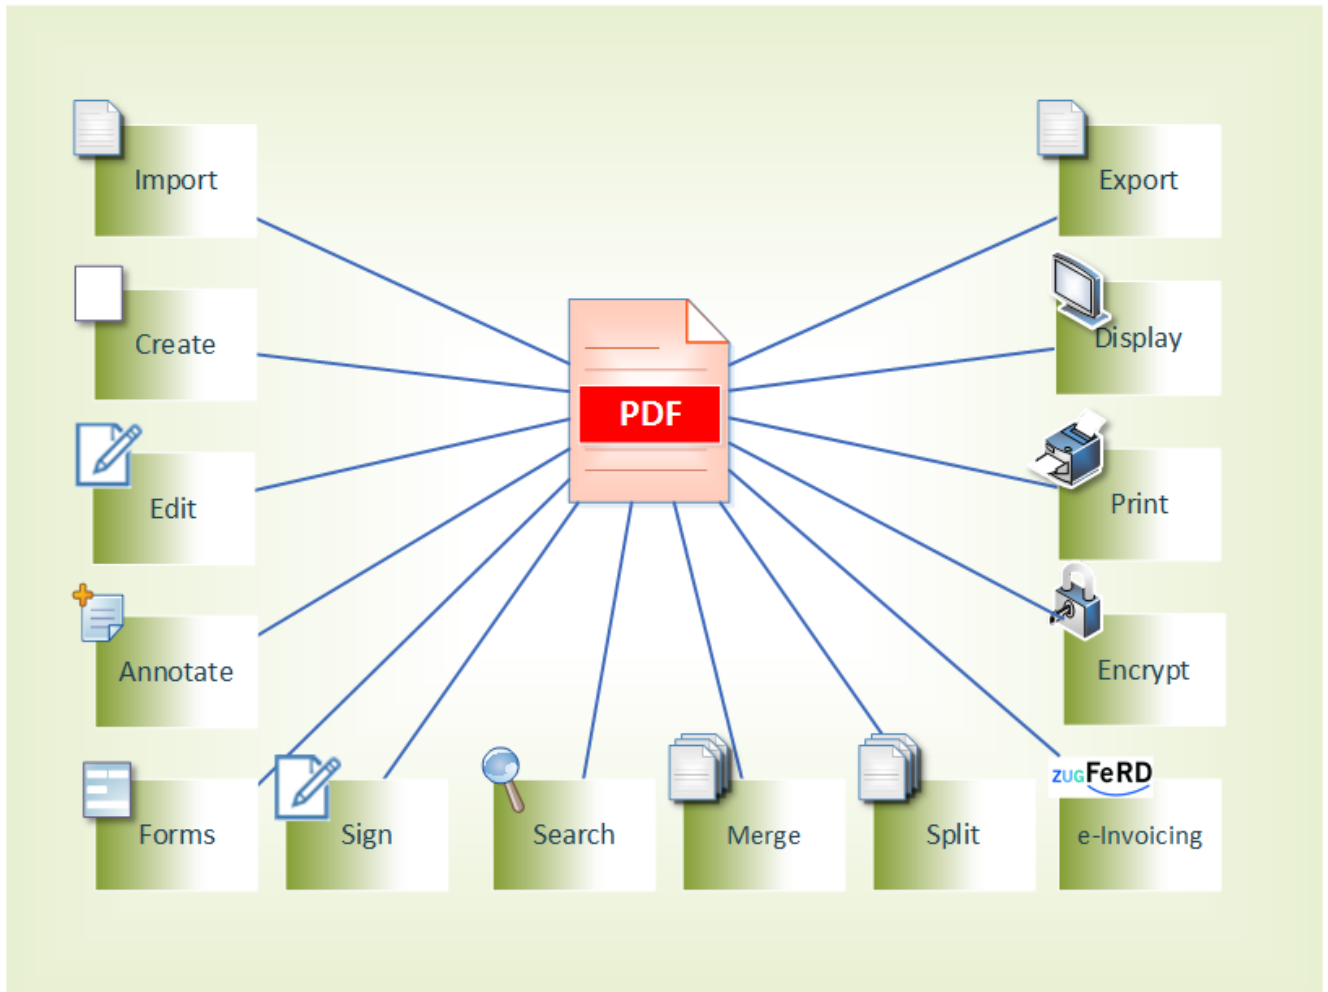 Import
Export
Create
Display
PDF
Edit
Print
Annotate
Encrypt
zugFeRD
Forms
Sign
Search
Merge
Split
e-Invoicing